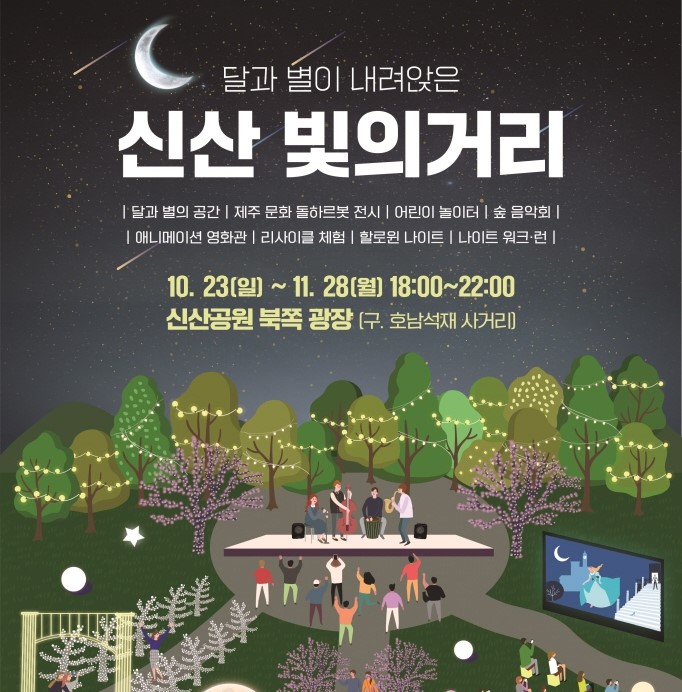 달과 별이 내려앉은
신산 빛의거리
| 달과 별의 공간 | 제주 문화 돌하르봇 전시 | 어린이 놀이터 | 숲 음악회 |
| 애니메이션 영화관 | 리사이클 체험 | 할로윈 나이트 | 나이트 워크·런 |
10. 23(일) ~ 11. 28(월) 18:00~22:00
신산공원 북쪽 광장 (구. 호남석재 사거리)